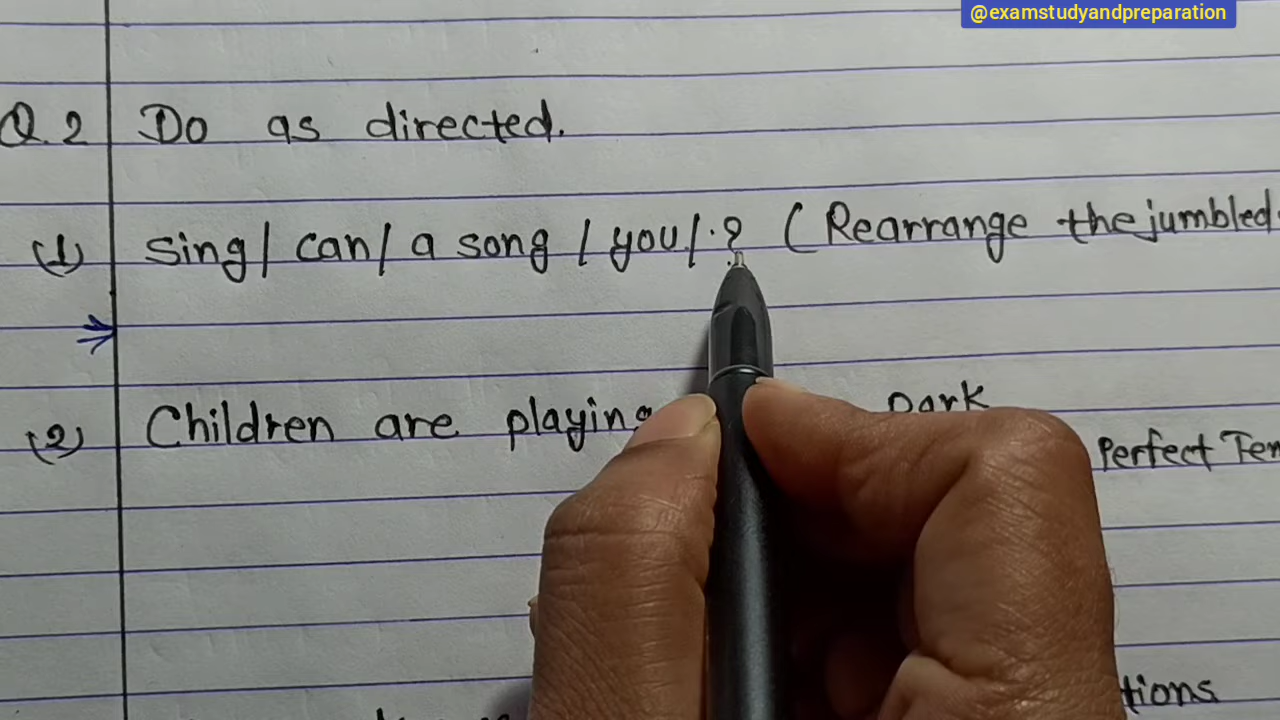 @examstudyandpreparation
Q.2 Do as directed.
(1) Sing/ can/ a song / you/.? (Rearrange the jumbled
(2) Children are playing park
Perfect Ten
tions